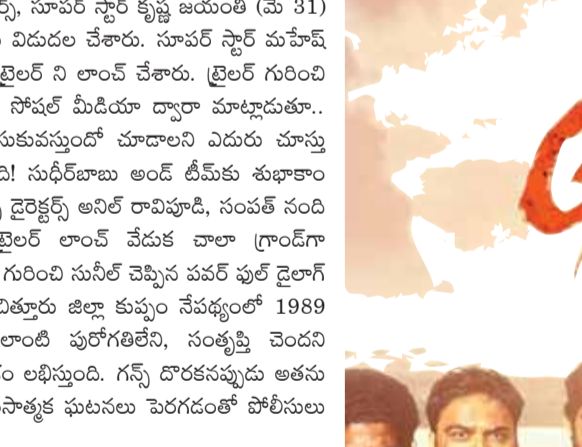 ర్స్, సూపర్ స్టార్ కృష్ణ జయంతి (మే 31)
విడుదల చేశారు. సూపర్ స్టార్ మహేష్
ట్రైలర్ ని లాంచ్ చేశారు. ట్రైలర్ గురించి
సోషల్ మీడియా ద్వారా మాట్లాడుతూ..
సుకువస్తుందో చూడాలని ఎదురు చూస్తు
ది! సుధీర్‌బాబు అండ్ టీమ్‌కు శుభాకాం
డైరెక్టర్స్ అనిల్ రావిపూడి, సంపత్ నంది
ట్రైలర్ లాంచ్ వేడుక చాలా గ్రాండ్‌గా
గురించి సునీల్ చెప్పిన పవర్ ఫుల్ డైలాగ్
చిత్తూరు జిల్లా కుప్పం నేపథ్యంలో 1989
లాంటి పురోగతిలేని, సంతృప్తి చెందని
ం లభిస్తుంది. గన్స్ దొరకనప్పుడు అతను
సాత్మక ఘటనలు పెరగడంతో పోలీసులు